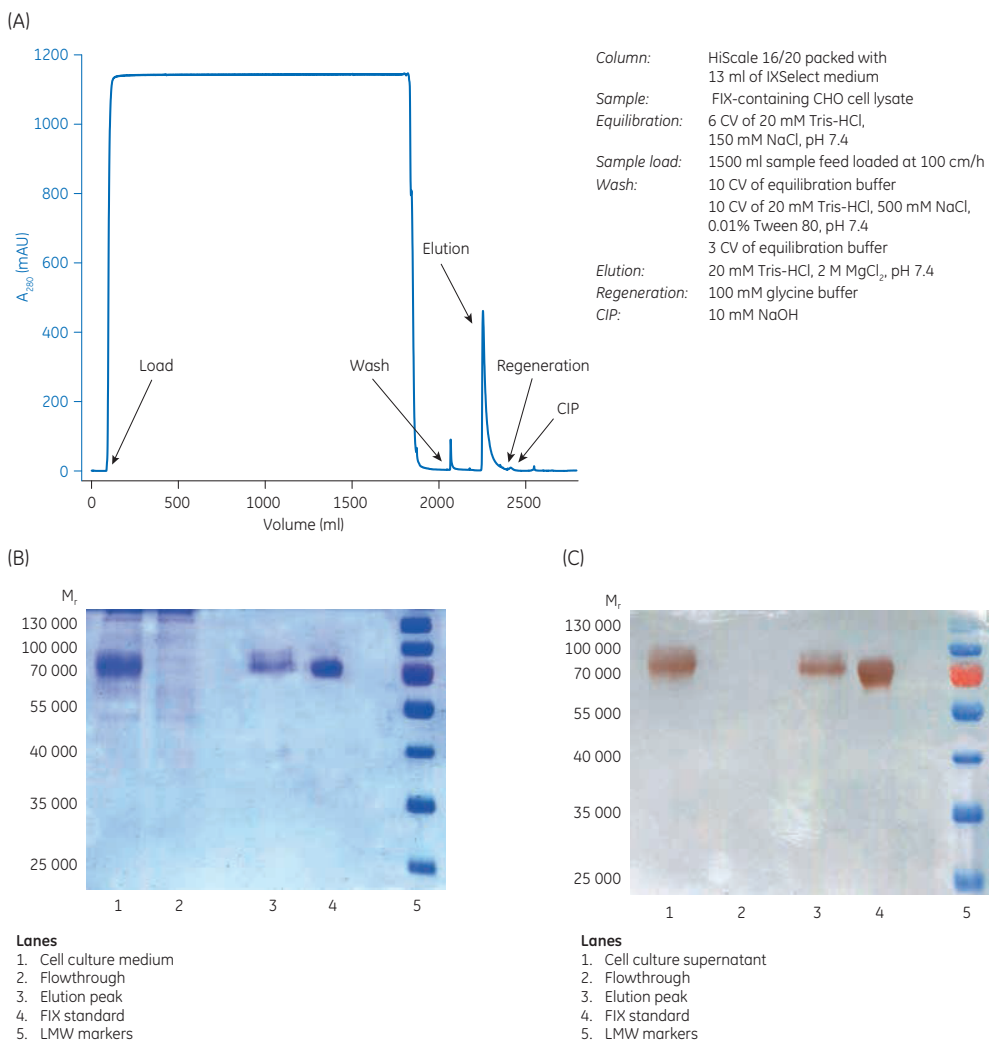 (A)
1200
1000
800
600
400
200
0
A280 (mAU)
Load
Wash
Elution
Regeneration
CIP
0 500 1000 1500 2000 2500
Volume (ml)
Column: HiScale 16/20 packed with
13 ml of IXSelect medium
Sample: FIX-containing CHO cell lysate
Equilibration: 6 CV of 20 mM Tris-HCl,
150 mM NaCl, pH 7.4
Sample load: 1500 ml sample feed loaded at 100 cm/h
Wash: 10 CV of equilibration buffer
10 CV of 20 mM Tris-HCl, 500 mM NaCl,
0.01% Tween 80, pH 7.4
3 CV of equilibration buffer
Elution: 20 mM Tris-HCl, 2 M MgCl2, pH 7.4
Regeneration: 100 mM glycine buffer
CIP: 10 mM NaOH
(B)
Mr
130 000
100 000
70 000
55 000
40 000
35 000
25 000
1 2 3 4 5
Lanes
1. Cell culture medium
2. Flowthrough
3. Elution peak
4. FIX standard
5. LMW markers
(C)
Mr
130 000
100 000
70 000
55 000
40 000
35 000
25 000
1 2 3 4 5
Lanes
1. Cell culture supernatant
2. Flowthrough
3. Elution peak
4. FIX standard
5. LMW markers